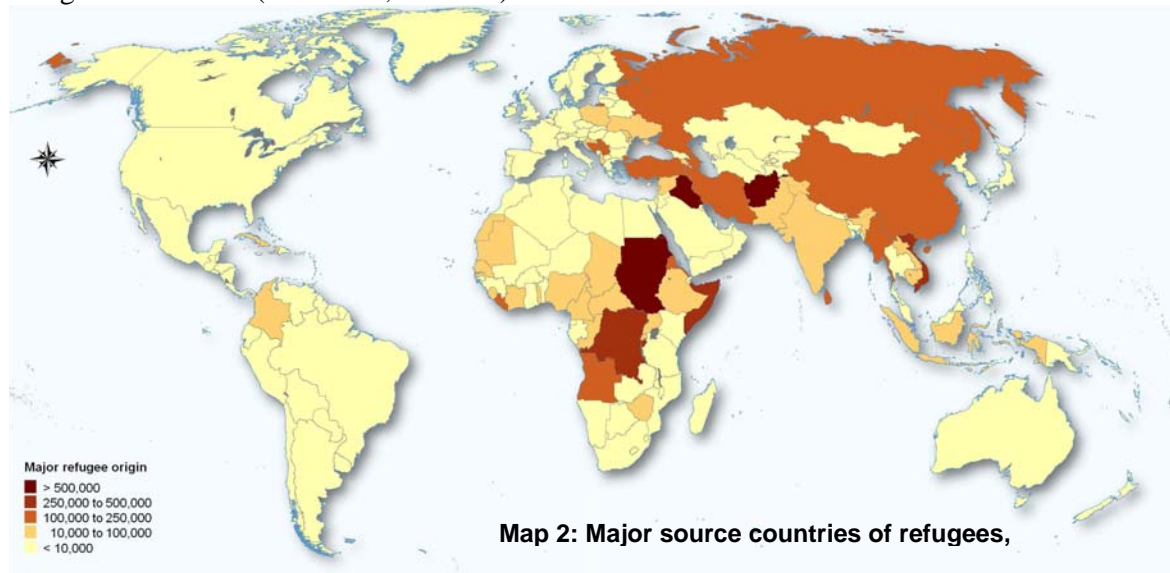 Major refugee origin
> 500,000
250,000 to 500,000
100,000 to 250,000
10,000 to 100,000
< 10,000
Map 2: Major source countries of refugees,